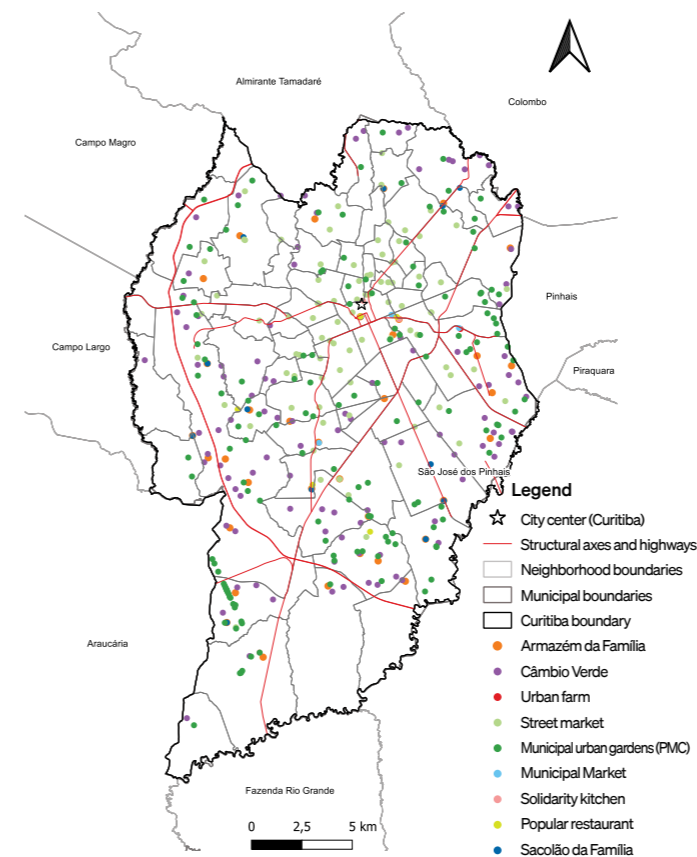 Almirante Tamadaré
Colombo
Campo Magro
Pinhais
Campo Largo
Piraquara
São José dos Pinhais
Araucária
Fazenda Rio Grande
0 2,5 5 km
Legend
City center (Curitiba)
Structural axes and highways
Neighborhood boundaries
Municipal boundaries
Curitiba boundary
Armazém da Família
Câmbio Verde
Urban farm
Street market
Municipal urban gardens (PMC)
Municipal Market
Solidarity kitchen
Popular restaurant
Sacolão da Família